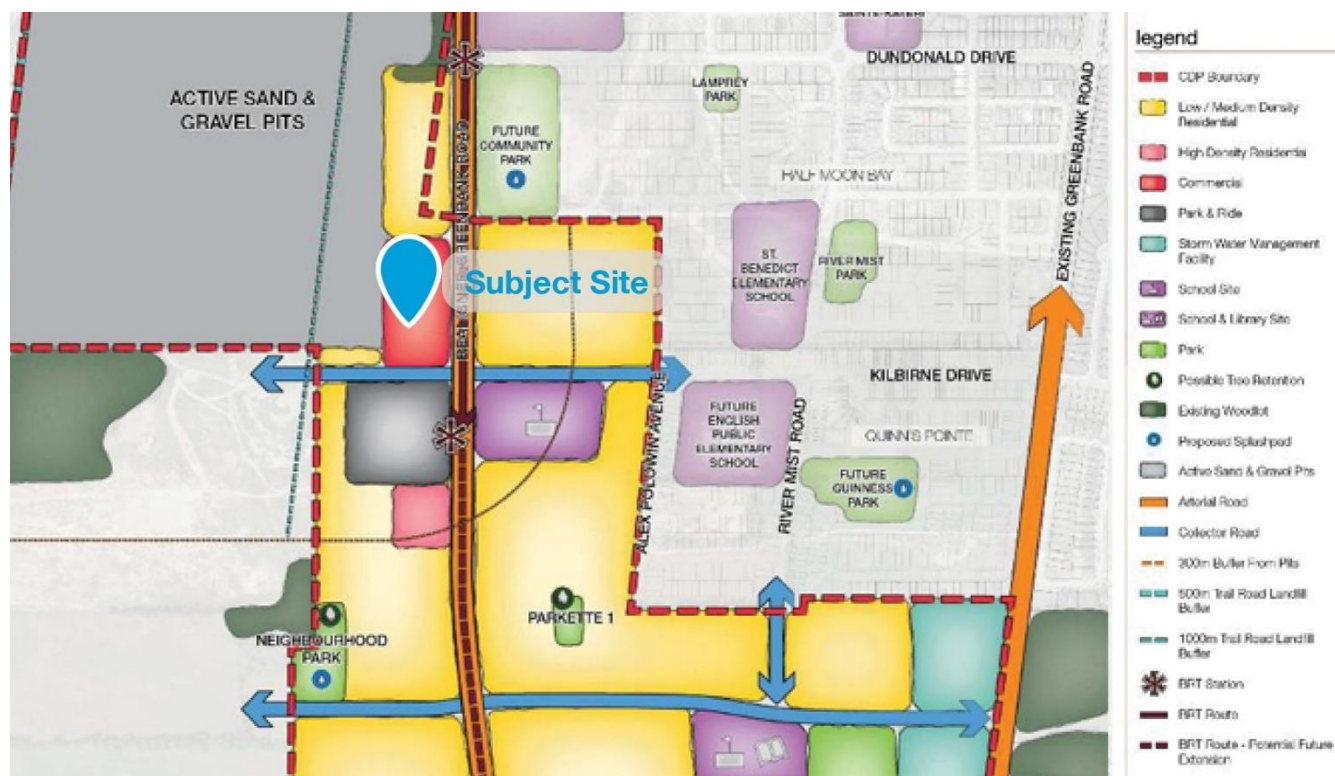 DUNDONALD DRIVE
LAMPREY
PARK
ACTIVE SAND &
GRAVEL PITS
FUTURE
COMMUNITY
PARK
HALF MOON BAY
EXISTING GREENBANK ROAD
ST.
BENEDICT
ELEMENTARY
SCHOOL
RIVER MIST
PARK
Subject Site
GREENBANK ROAD
KILBIRNE DRIVE
ALEX POLOWIN AVENUE
FUTURE
ENGLISH
PUBLIC
ELEMENTARY
SCHOOL
RIVER MIST ROAD
QUINN'S POINTE
FUTURE
GUINNESS
PARK
PARKETTE 1
NEIGHBOURHOOD
PARK
legend
CDP Boundary
Low / Medium Density
Residential
High Density Residential
Commercial
Park & Ride
Storm Water Management
Facility
School Site
School & Library Site
Park
Possible Tree Retention
Existing Woodlot
Proposed Splashpad
Active Sand & Gravel Pits
Arterial Road
Collector Road
300m Buffer From Pits
500m Trail Road Landfill
Buffer
1000m Trail Road Landfill
Buffer
BRT Station
BRT Route
BRT Route - Potential Future
Extension